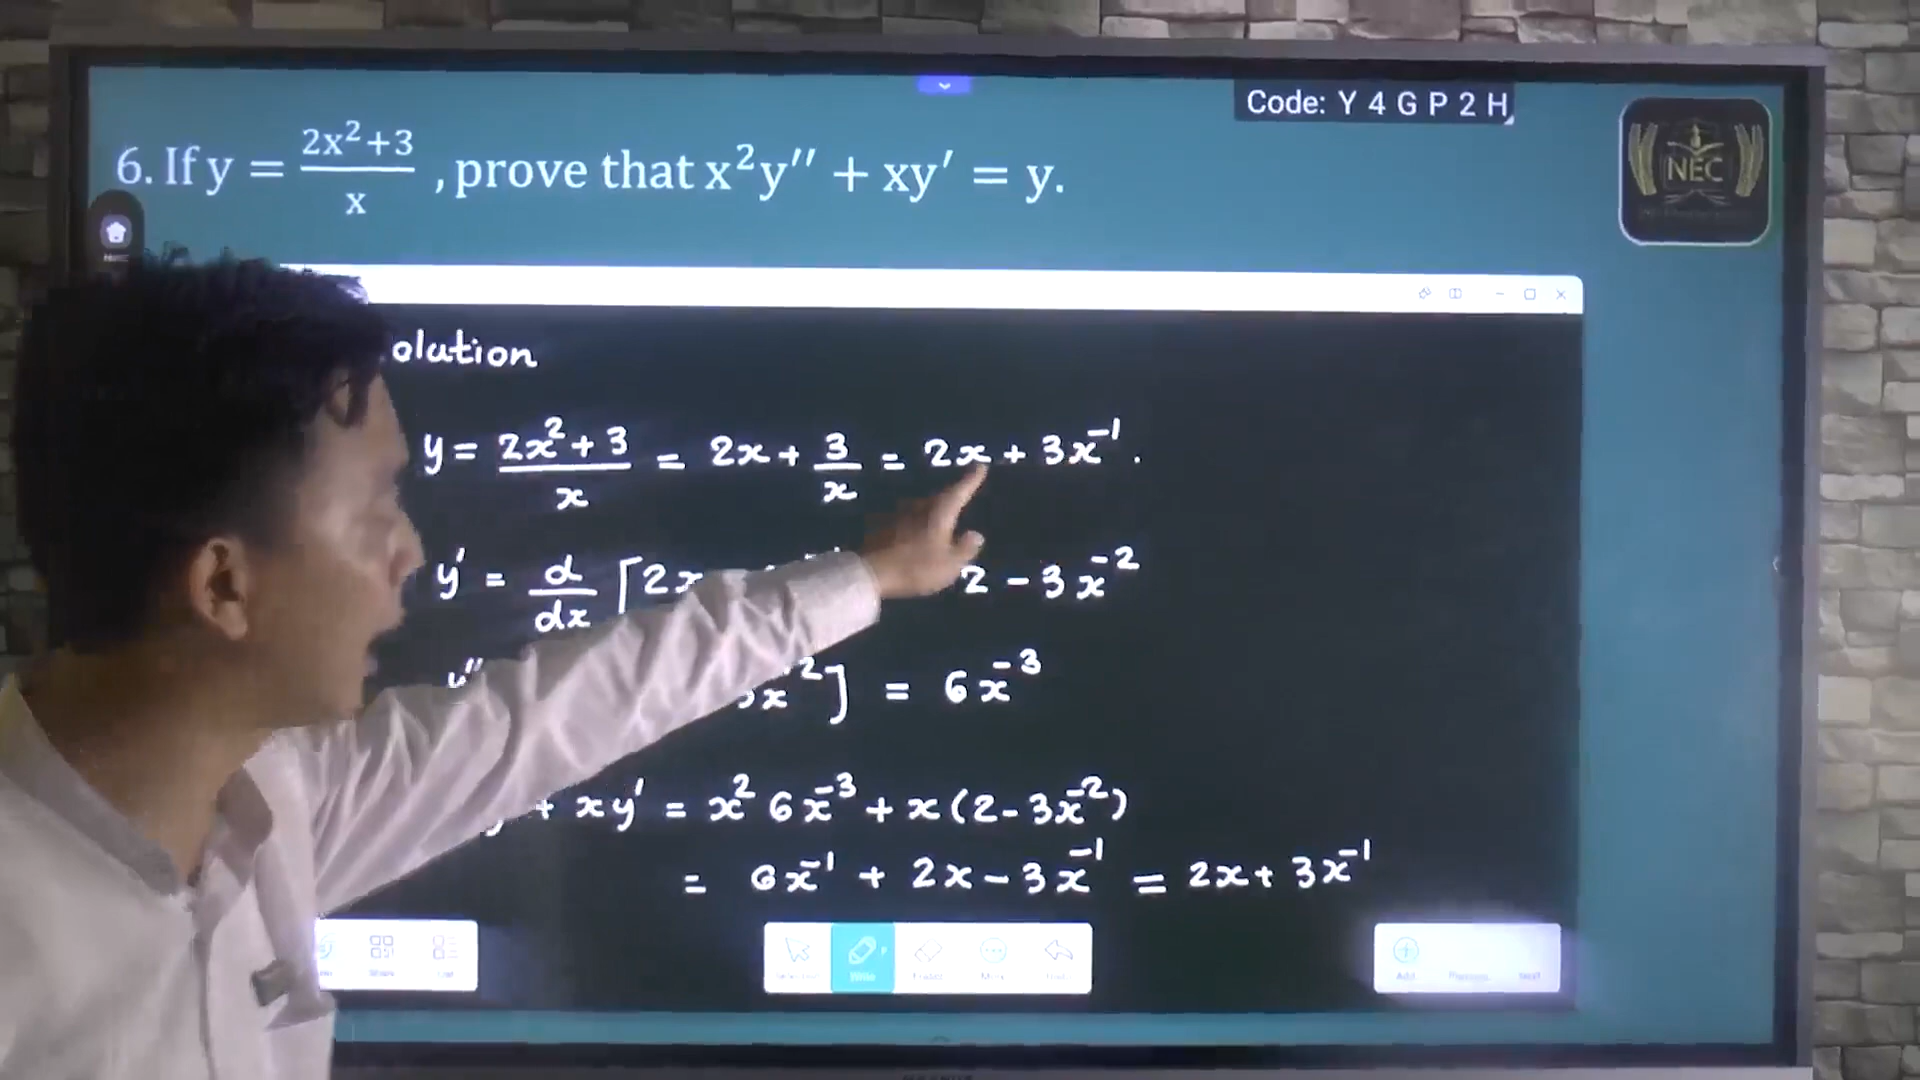 Code: Y 4 G P 2 H
6. If y = (2x²+3)/x , prove that x²y″ + xy′ = y.
NEC
olution
y = (2x²+3)/x = 2x + 3/x = 2x + 3x⁻¹.
y′ = d/dx [2x 2 − 3x⁻²
x⁻²] = 6x⁻³
+ xy′ = x² 6x⁻³ + x(2 − 3x⁻²)
= 6x⁻¹ + 2x − 3x⁻¹ = 2x + 3x⁻¹
Write
Add